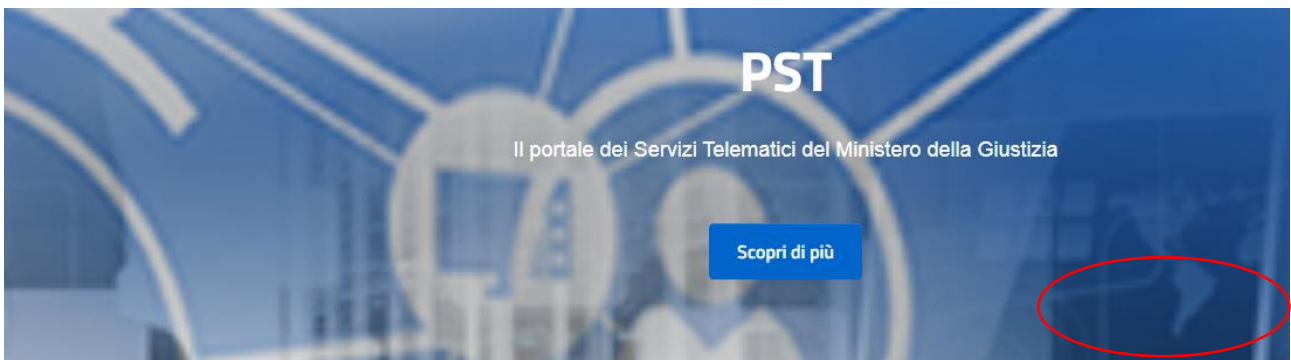 PST
Il portale dei Servizi Telematici del Ministero della Giustizia
Scopri di più